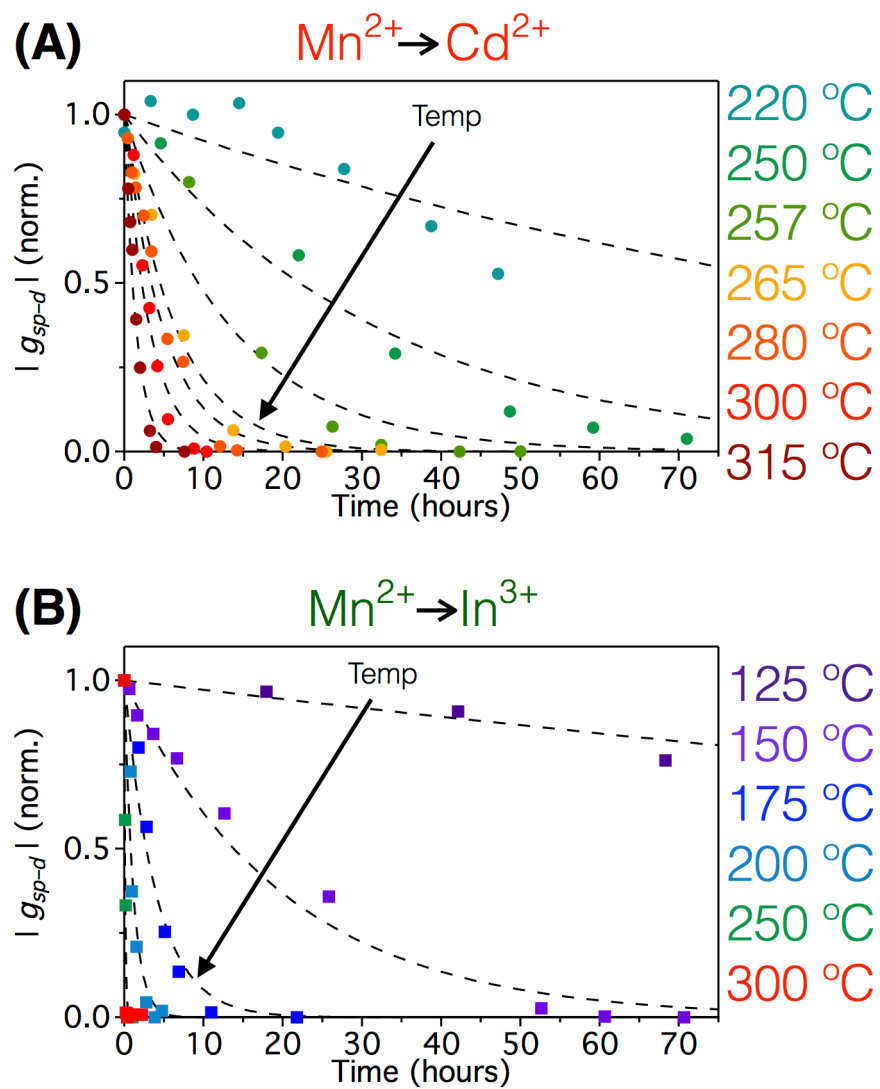 (A)
Mn²⁺→Cd²⁺
| g_sp-d | (norm.)
1.0
0.5
0.0
Temp
0 10 20 30 40 50 60 70
Time (hours)
220 °C
250 °C
257 °C
265 °C
280 °C
300 °C
315 °C
(B)
Mn²⁺→In³⁺
| g_sp-d | (norm.)
1.0
0.5
0.0
Temp
0 10 20 30 40 50 60 70
Time (hours)
125 °C
150 °C
175 °C
200 °C
250 °C
300 °C